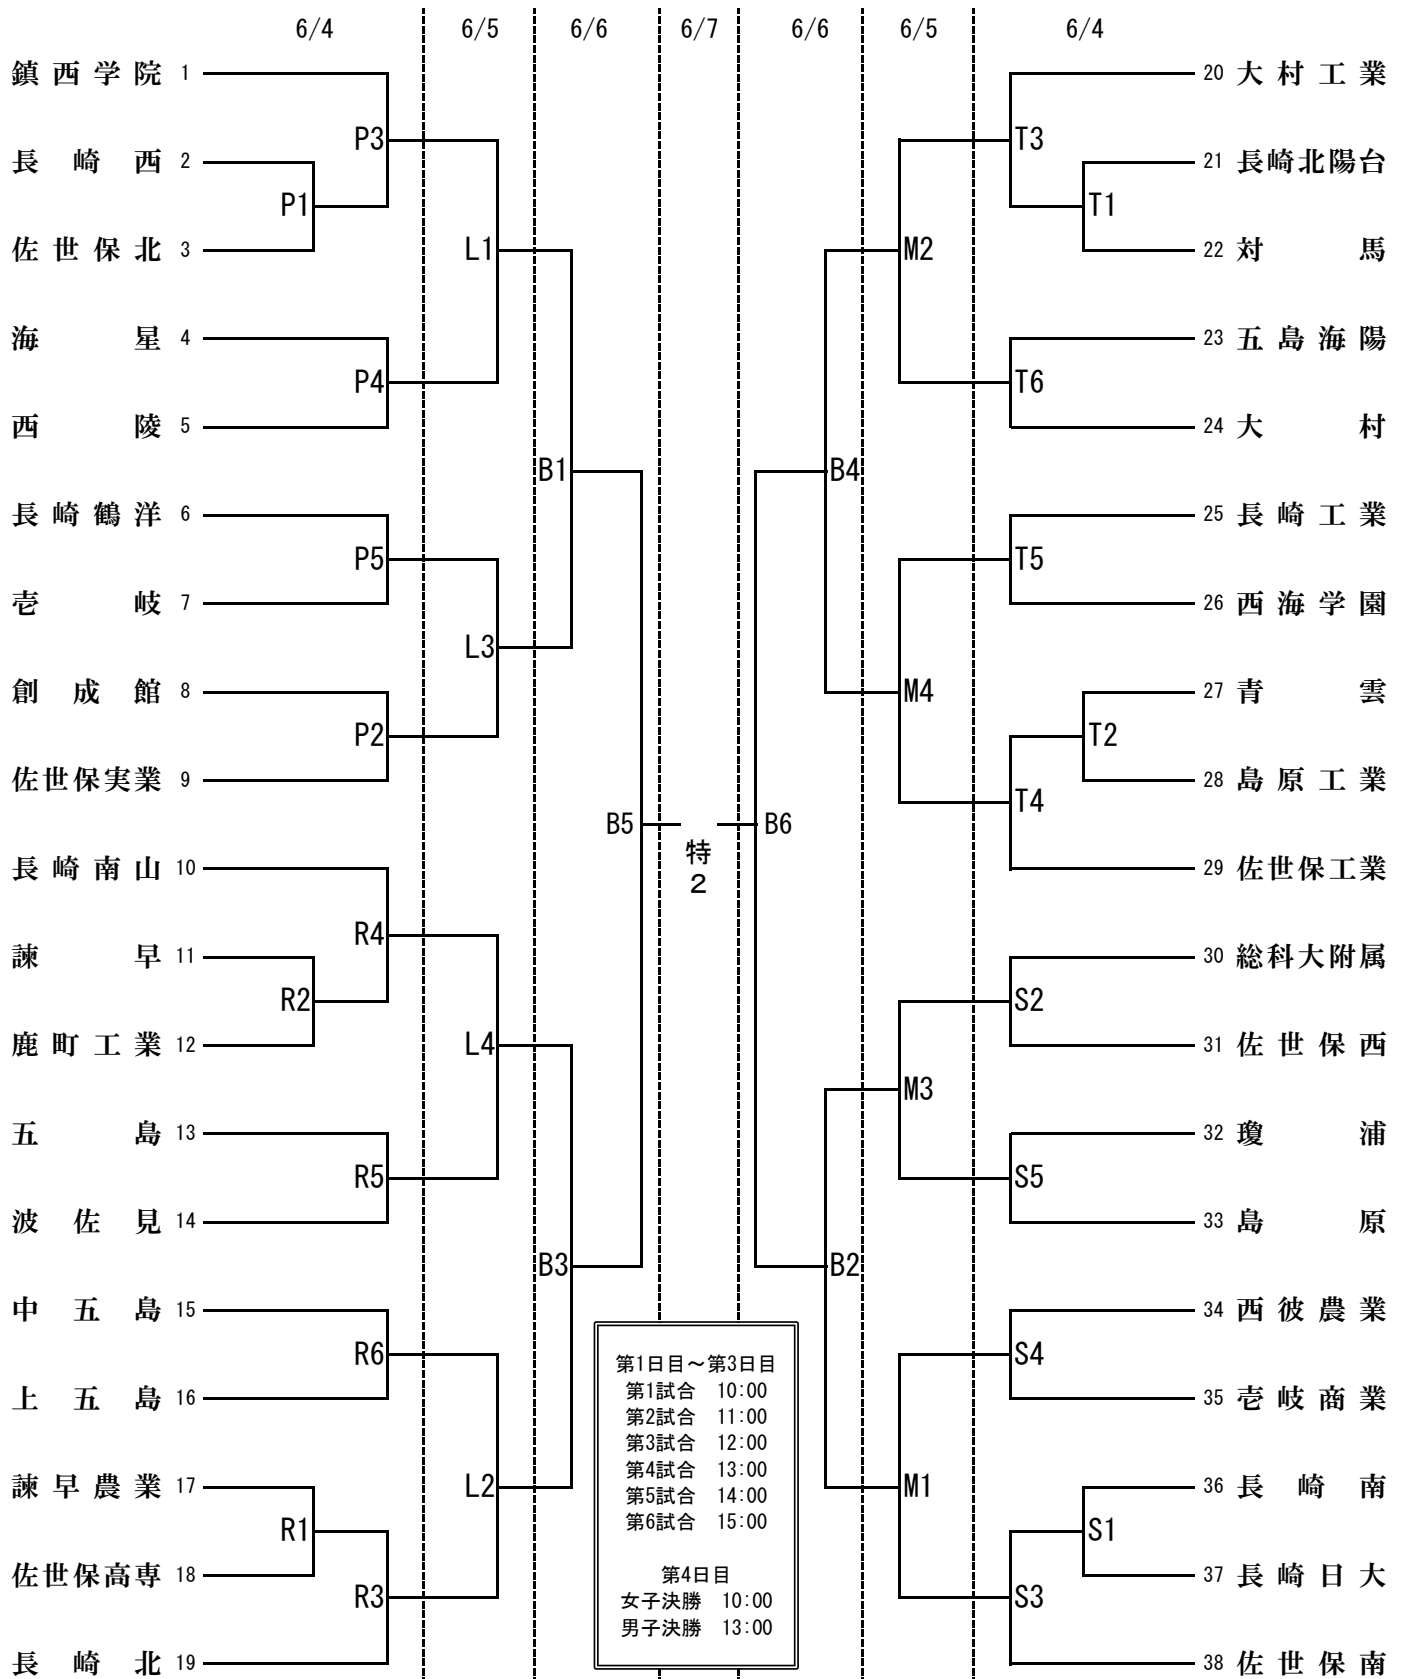 6/4 6/5 6/6 6/7 6/6 6/5 6/4
鎮西学院 1
20 大村工業
P3
T3
長崎西 2
21 長崎北陽台
P1
T1
佐世保北 3
L1
M2
22 対馬
海星 4
23 五島海陽
P4
T6
西陵 5
24 大村
B1
B4
長崎鶴洋 6
25 長崎工業
P5
T5
壱岐 7
26 西海学園
L3
創成館 8
M4
27 青雲
P2
T2
佐世保実業 9
28 島原工業
T4
B5
B6
特
2
長崎南山 10
29 佐世保工業
R4
諫早 11
30 総科大附属
R2
S2
鹿町工業 12
L4
31 佐世保西
M3
五島 13
32 瓊浦
R5
S5
波佐見 14
33 島原
B3
B2
中五島 15
34 西彼農業
R6
S4
上五島 16
35 壱岐商業
諫早農業 17
L2
M1
36 長崎南
R1
S1
佐世保高専 18
37 長崎日大
R3
S3
長崎北 19
38 佐世保南
第1日目～第3日目
第1試合 10:00
第2試合 11:00
第3試合 12:00
第4試合 13:00
第5試合 14:00
第6試合 15:00
第4日目
女子決勝 10:00
男子決勝 13:00